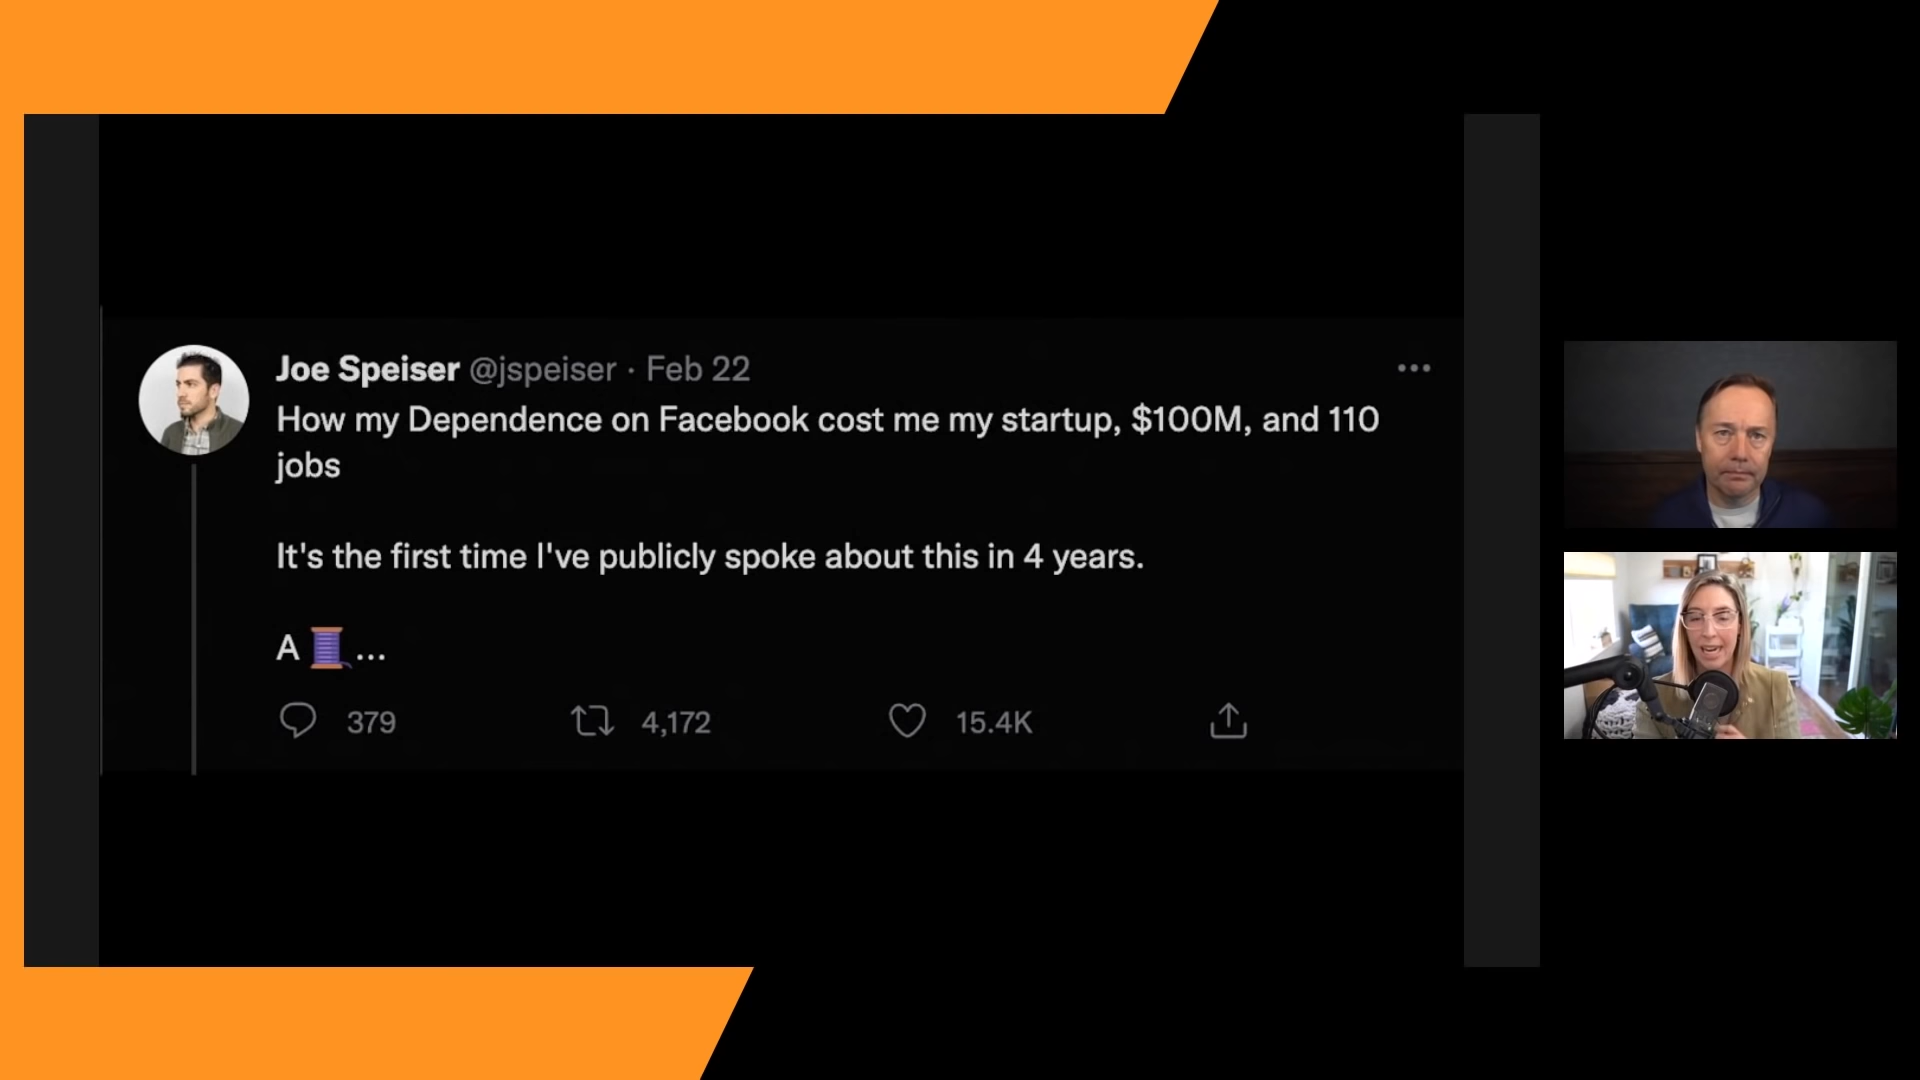 Joe Speiser @jspeiser · Feb 22
How my Dependence on Facebook cost me my startup, $100M, and 110
jobs
It's the first time I've publicly spoke about this in 4 years.
A 🧵...
379 4,172 15.4K